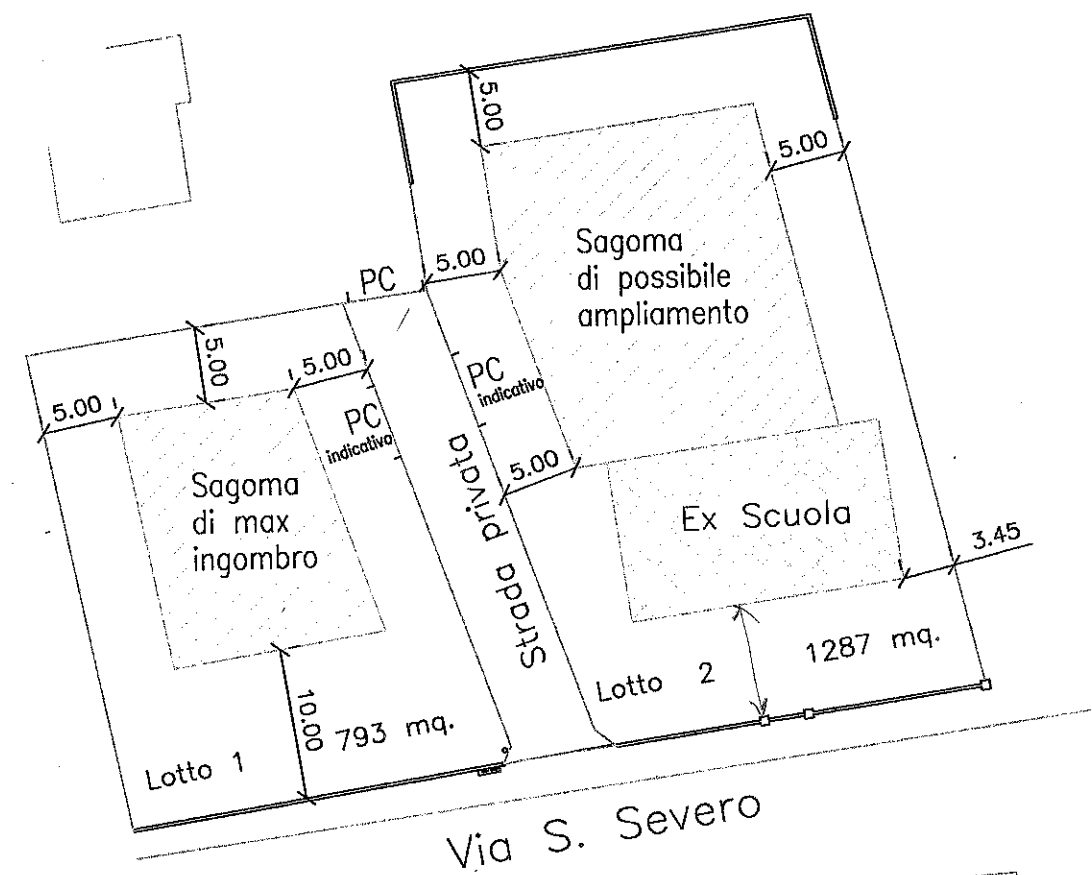 5.00
5.00
Sagoma
di possibile
ampliamento
5.00
PC
5.00
5.00
5.00
PC
indicativo
PC
indicativo
Sagoma
di max
ingombro
Strada privata
5.00
Ex Scuola
3.45
10.00
793 mq.
Lotto 1
Lotto 2
1287 mq.
Via S. Severo